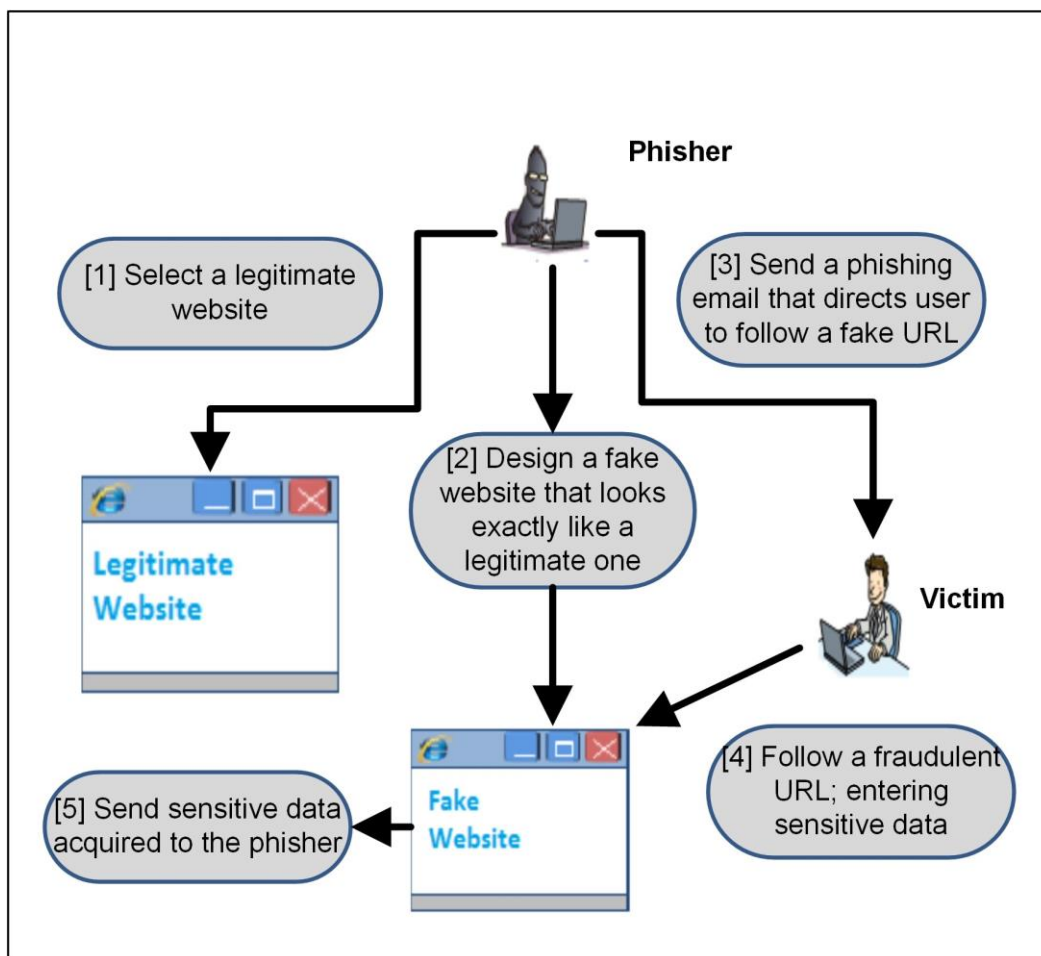 Phisher
[1] Select a legitimate
website
[3] Send a phishing
email that directs user
to follow a fake URL
[2] Design a fake
website that looks
exactly like a
legitimate one
Legitimate
Website
Victim
[4] Follow a fraudulent
URL; entering
sensitive data
Fake
Website
[5] Send sensitive data
acquired to the phisher